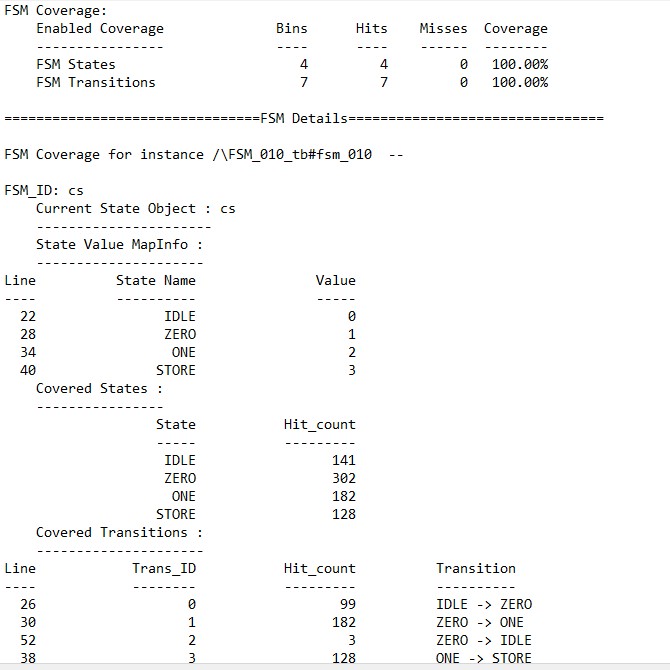 FSM Coverage:
    Enabled Coverage              Bins      Hits    Misses  Coverage
    ----------------              ----      ----    ------  --------
    FSM States                       4         4         0   100.00%
    FSM Transitions                  7         7         0   100.00%
================================FSM Details================================
FSM Coverage for instance /\FSM_010_tb#fsm_010  --
FSM_ID: cs
    Current State Object : cs
    ----------------------
    State Value MapInfo :
    ---------------------
Line          State Name               Value
----          ----------               -----
  22                IDLE                   0
  28                ZERO                   1
  34                 ONE                   2
  40               STORE                   3
    Covered States :
    ----------------
                   State           Hit_count
                   -----           ---------
                    IDLE                 141
                    ZERO                 302
                     ONE                 182
                   STORE                 128
    Covered Transitions :
    ---------------------
Line            Trans_ID           Hit_count          Transition
----            --------           ---------          ----------
  26                   0                  99          IDLE -> ZERO
  30                   1                 182          ZERO -> ONE
  52                   2                   3          ZERO -> IDLE
  38                   3                 128          ONE -> STORE